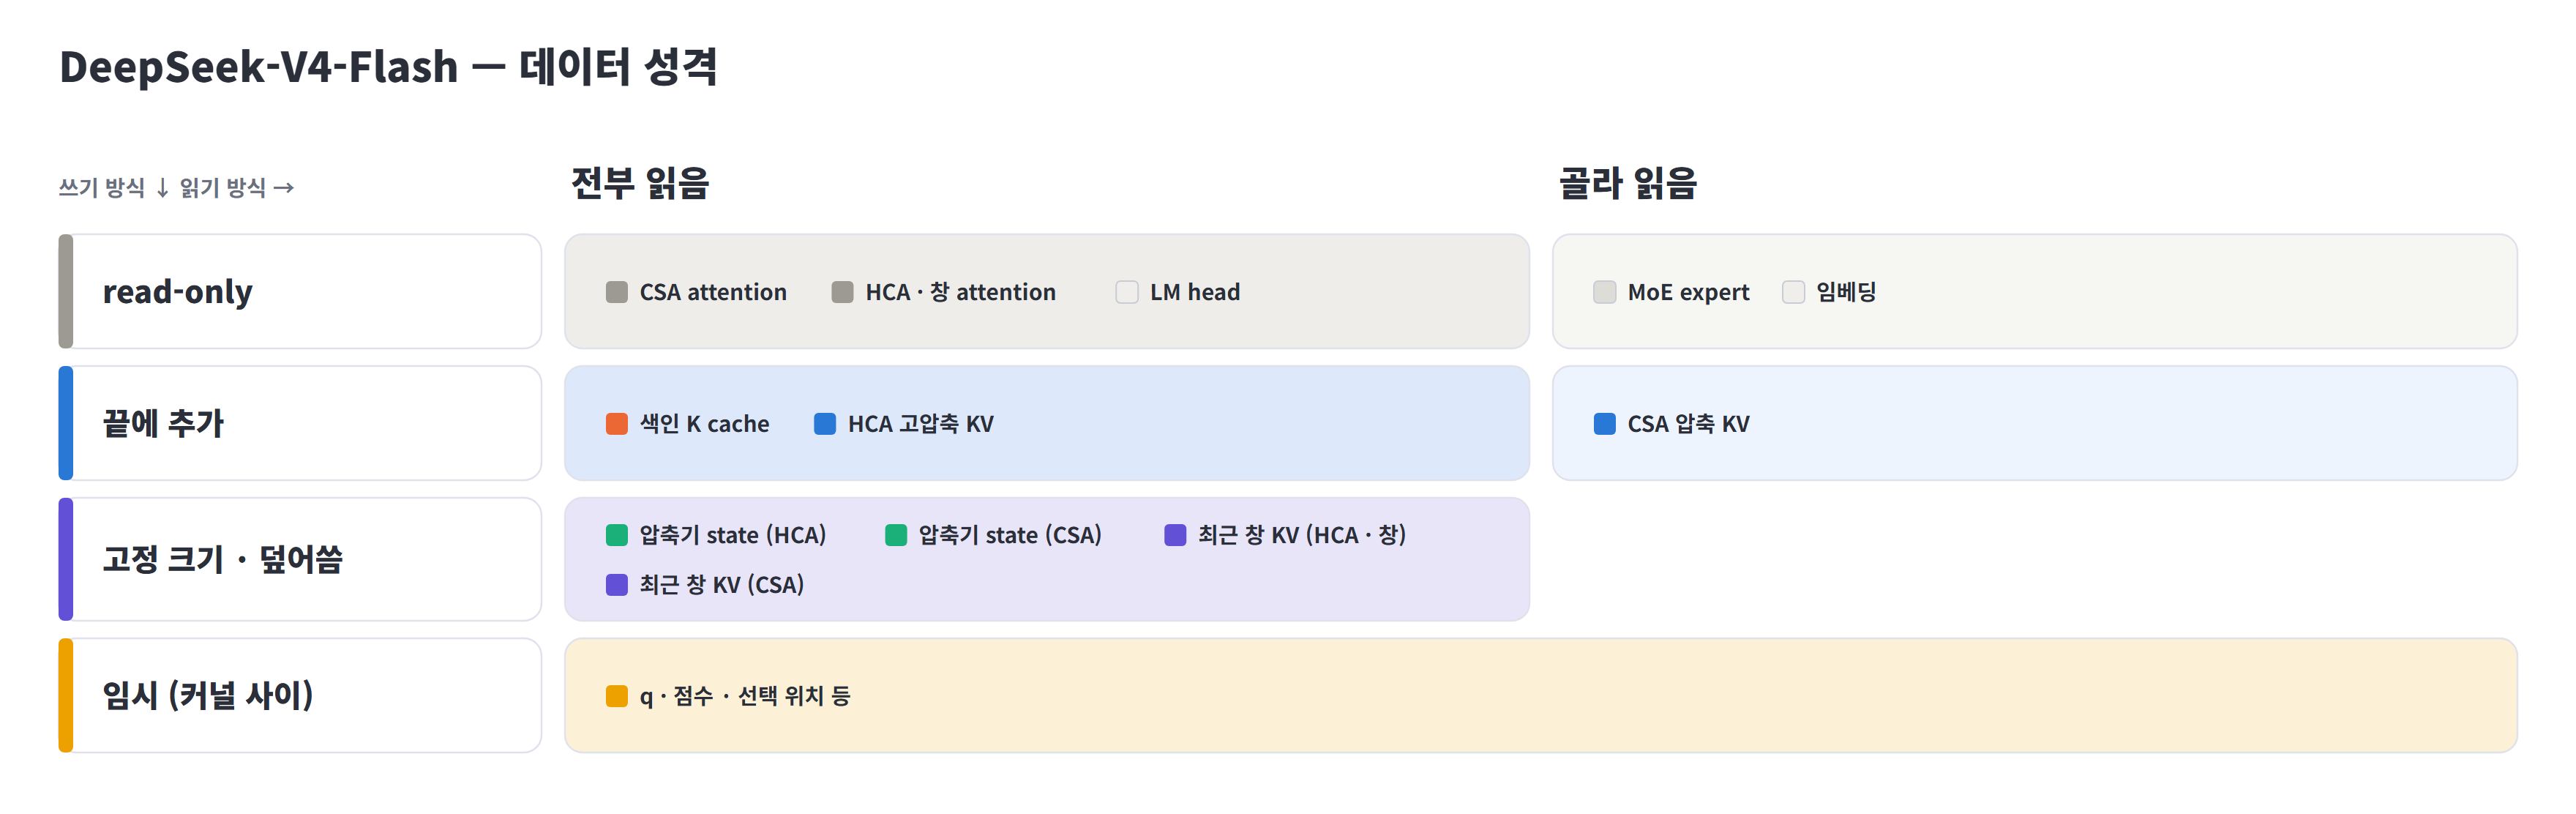 DeepSeek-V4-Flash — 데이터 성격
쓰기 방식 ↓ 읽기 방식 →
전부 읽음
골라 읽음
read-only
CSA attention
HCA · 창 attention
LM head
MoE expert
임베딩
끝에 추가
색인 K cache
HCA 고압축 KV
CSA 압축 KV
고정 크기 · 덮어씀
압축기 state (HCA)
압축기 state (CSA)
최근 창 KV (HCA · 창)
최근 창 KV (CSA)
임시 (커널 사이)
q · 점수 · 선택 위치 등